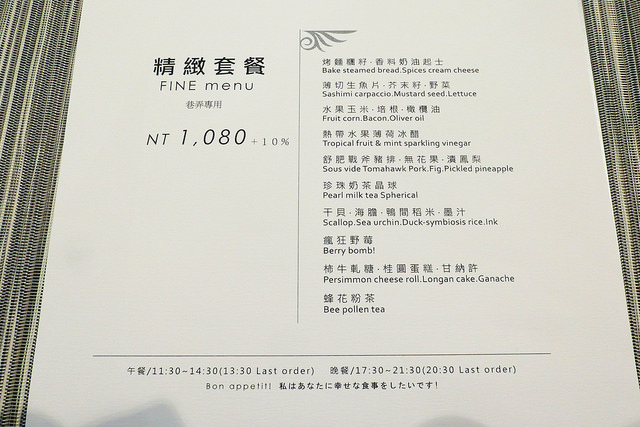 精緻套餐
FINE menu
巷弄專用
NT 1,080 +10%
烤麵糰籽·香料奶油起士
Bake steamed bread.Spices cream cheese
薄切生魚片·芥末籽·野菜
Sashimi carpaccio.Mustard seed.Lettuce
水果玉米·培根·橄欖油
Fruit corn.Bacon.Oliver oil
熱帶水果薄荷冰醋
Tropical fruit & mint sparkling vinegar
舒肥戰斧豬排·無花果·漬鳳梨
Sous vide Tomahawk Pork.Fig.Pickled pineapple
珍珠奶茶晶球
Pearl milk tea Spherical
干貝·海膽·鴨間稻米·墨汁
Scallop.Sea urchin.Duck-symbiosis rice.Ink
瘋狂野莓
Berry bomb!
柿牛軋糖·桂圓蛋糕·甘納許
Persimmon cheese roll.Longan cake.Ganache
蜂花粉茶
Bee pollen tea
午餐/11:30~14:30(13:30 Last order) 晚餐/17:30~21:30(20:30 Last order)
Bon appetit! 私はあなたに幸せな食事をしたいです!